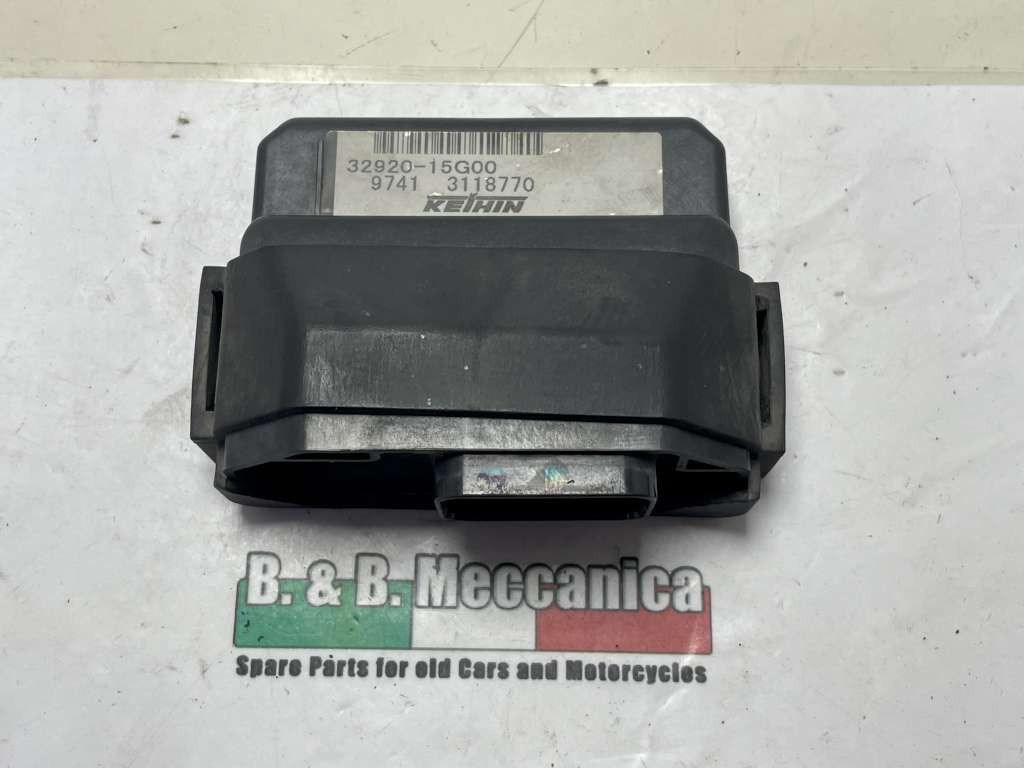 32920-15G00
9741 3118770
KEIHIN
B. & B. Meccanica
Spare Parts for old Cars and Motorcycles